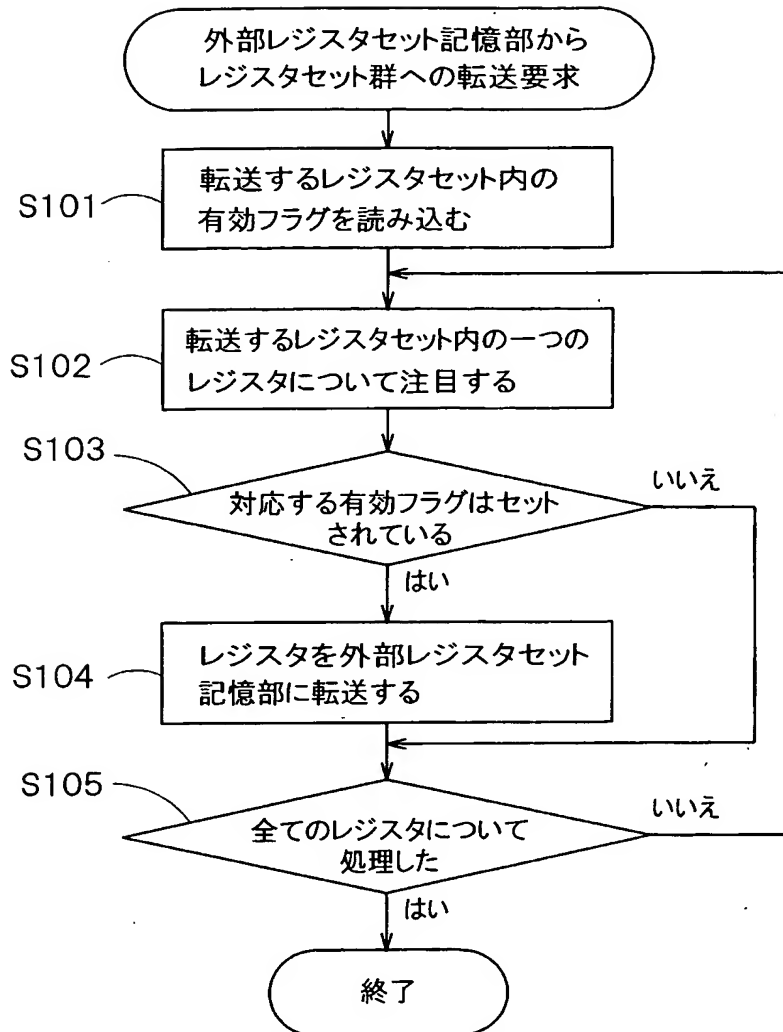 外部レジスタセット記憶部から
レジスタセット群への転送要求
S101
転送するレジスタセット内の
有効フラグを読み込む
S102
転送するレジスタセット内の一つの
レジスタについて注目する
S103
対応する有効フラグはセット
されている
いいえ
はい
S104
レジスタを外部レジスタセット
記憶部に転送する
S105
全てのレジスタについて
処理した
いいえ
はい
終了